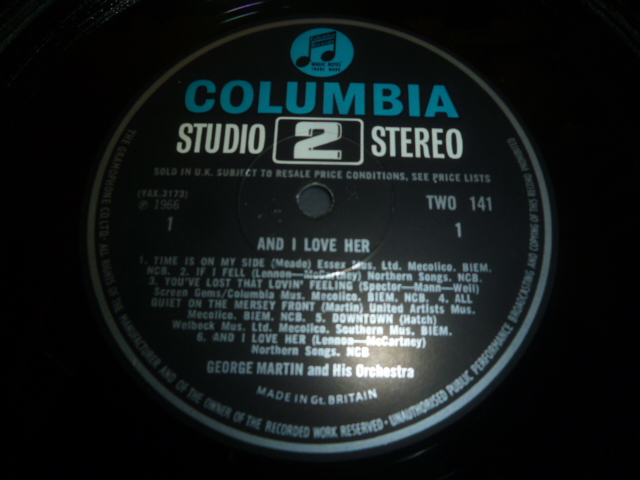 MAGIC NOTES
TRADE MARK
COLUMBIA
STUDIO 2 STEREO
SOLD IN U.K. SUBJECT TO RESALE PRICE CONDITIONS, SEE PRICE LISTS
(YAX.3173)
℗ 1966
TWO 141
1
1
AND I LOVE HER
1. TIME IS ON MY SIDE (Meade) Essex Mus. Ltd. Mecolico, BIEM.
NCB. 2. IF I FELL (Lennon—McCartney) Northern Songs. NCB.
3. YOU'VE LOST THAT LOVIN' FEELING (Spector—Mann—Weil)
Screen Gems/Columbia Mus. Mecolico, BIEM, NCB. 4. ALL
QUIET ON THE MERSEY FRONT (Martin) United Artists Mus.
Mecolico. BIEM, NCB. 5. DOWNTOWN (Hatch)
Welbeck Mus. Ltd. Mecolico, Southern Mus. BIEM.
6. AND I LOVE HER (Lennon—McCartney)
Northern Songs. NCB
GEORGE MARTIN and His Orchestra
MADE IN Gt. BRITAIN
THE GRAMOPHONE CO LTD. ALL RIGHTS OF THE MANUFACTURER AND OF THE OWNER OF THE RECORDED WORK RESERVED - UNAUTHORISED PUBLIC PERFORMANCE BROADCASTING AND COPYING OF THIS RECORD PROHIBITED